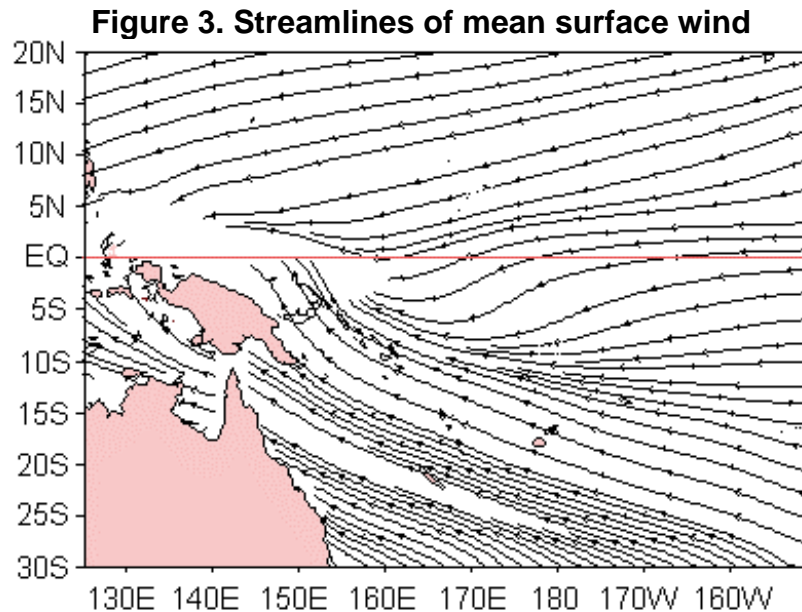 Figure 3. Streamlines of mean surface wind
20N
15N
10N
5N
EQ
5S
10S
15S
20S
25S
30S
130E 140E 150E 160E 170E 180 170W 160W